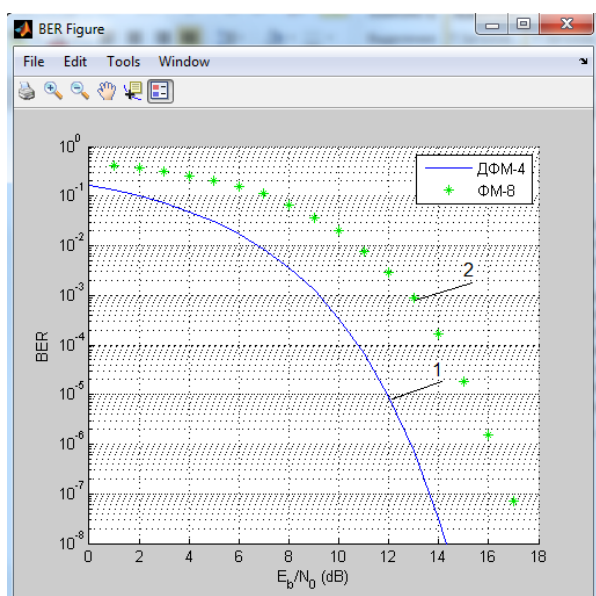 BER Figure
File Edit Tools Window
10^0
10^-1
10^-2
10^-3
10^-4
10^-5
10^-6
10^-7
10^-8
BER
0 2 4 6 8 10 12 14 16 18
E_b/N_0 (dB)
ДФМ-4
ФМ-8
2
1